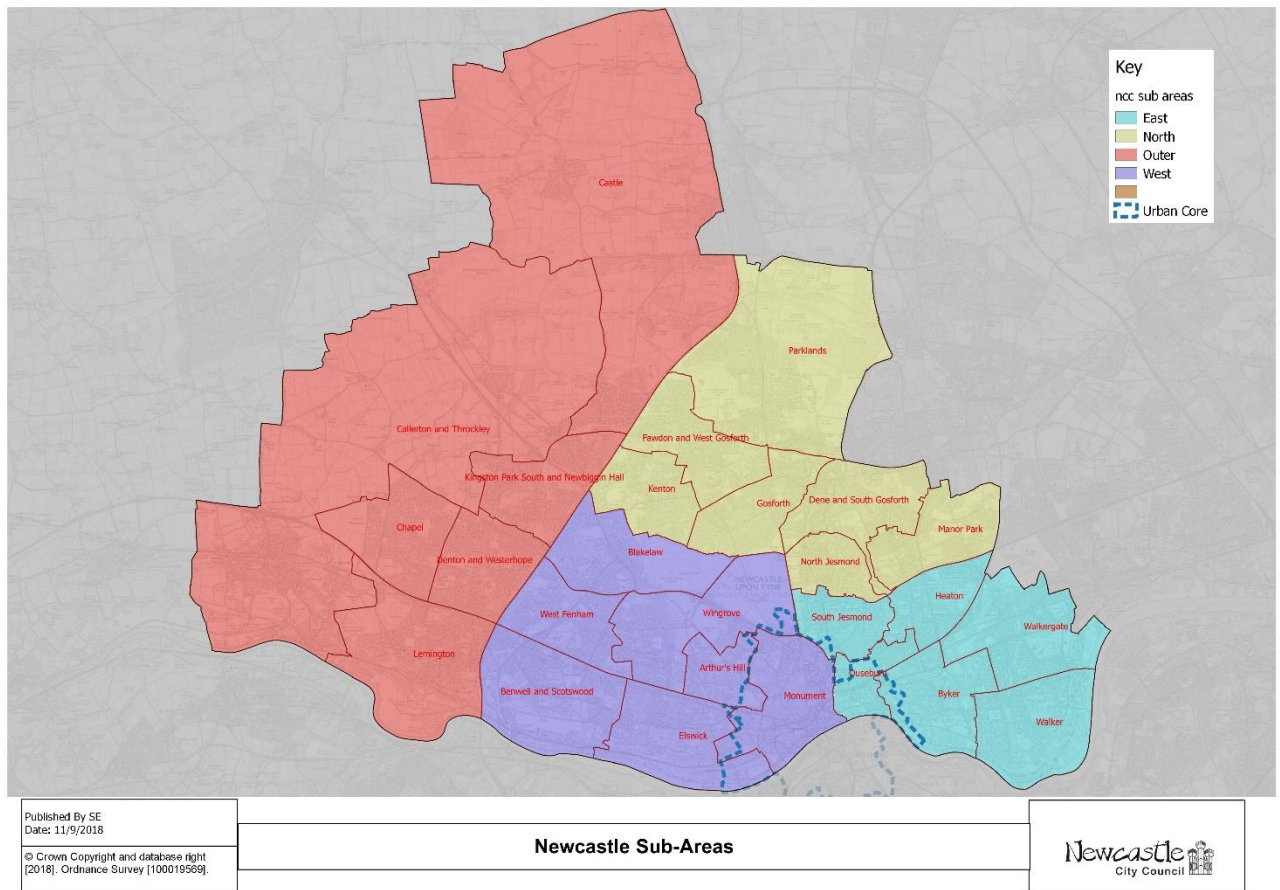 Key
ncc sub areas
East
North
Outer
West
Urban Core
Castle
Parklands
Callerton and Throckley
Fawdon and West Gosforth
Kingston Park South and Newbiggin Hall
Kenton
Gosforth
Dene and South Gosforth
Chapel
Manor Park
Denton and Westerhope
Blakelaw
North Jesmond
NEWCASTLE
UPON TYNE
Heaton
West Fenham
Wingrove
South Jesmond
Walkergate
Lemington
Arthur's Hill
Ouseburn
Benwell and Scotswood
Monument
Byker
Elswick
Walker
Published By SE
Date: 11/9/2018
© Crown Copyright and database right
[2018]. Ordnance Survey [100019569].
Newcastle Sub-Areas
Newcastle
City Council